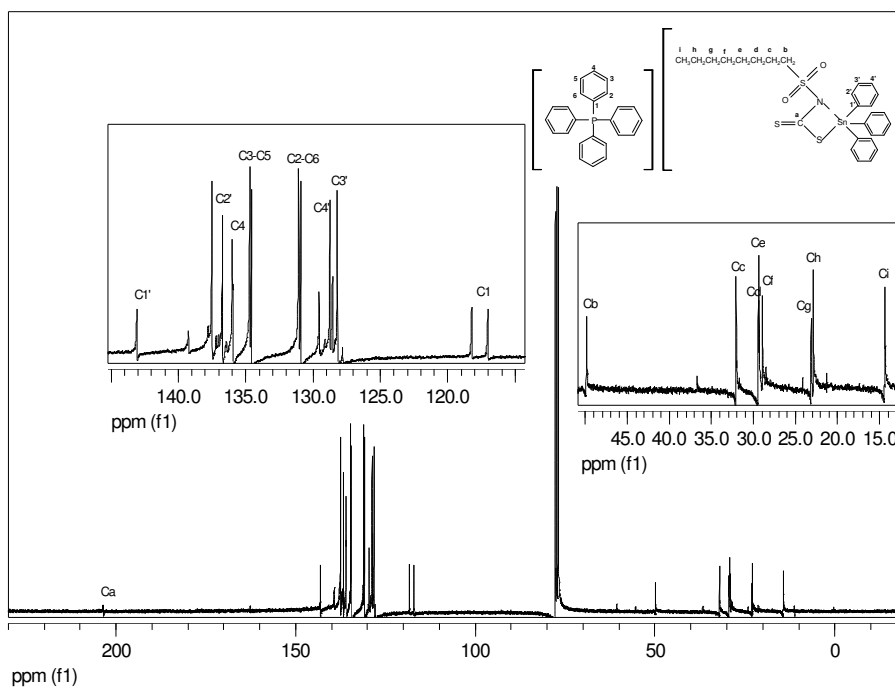 i h g f e d c b
CH₃CH₂CH₂CH₂CH₂CH₂CH₂CH₂
O
S
O
N
3'
4'
2'
1'
Sn
a
S
C
S
4
5
3
6
2
1
P
C3-C5
C2-C6
C3'
C2'
C4'
C4
C1'
C1
140.0 135.0 130.0 125.0 120.0
ppm (f1)
Ce
Cc
Ch
Cf
Cd
Ci
Cb
Cg
45.0 40.0 35.0 30.0 25.0 20.0 15.0
ppm (f1)
Ca
200 150 100 50 0
ppm (f1)